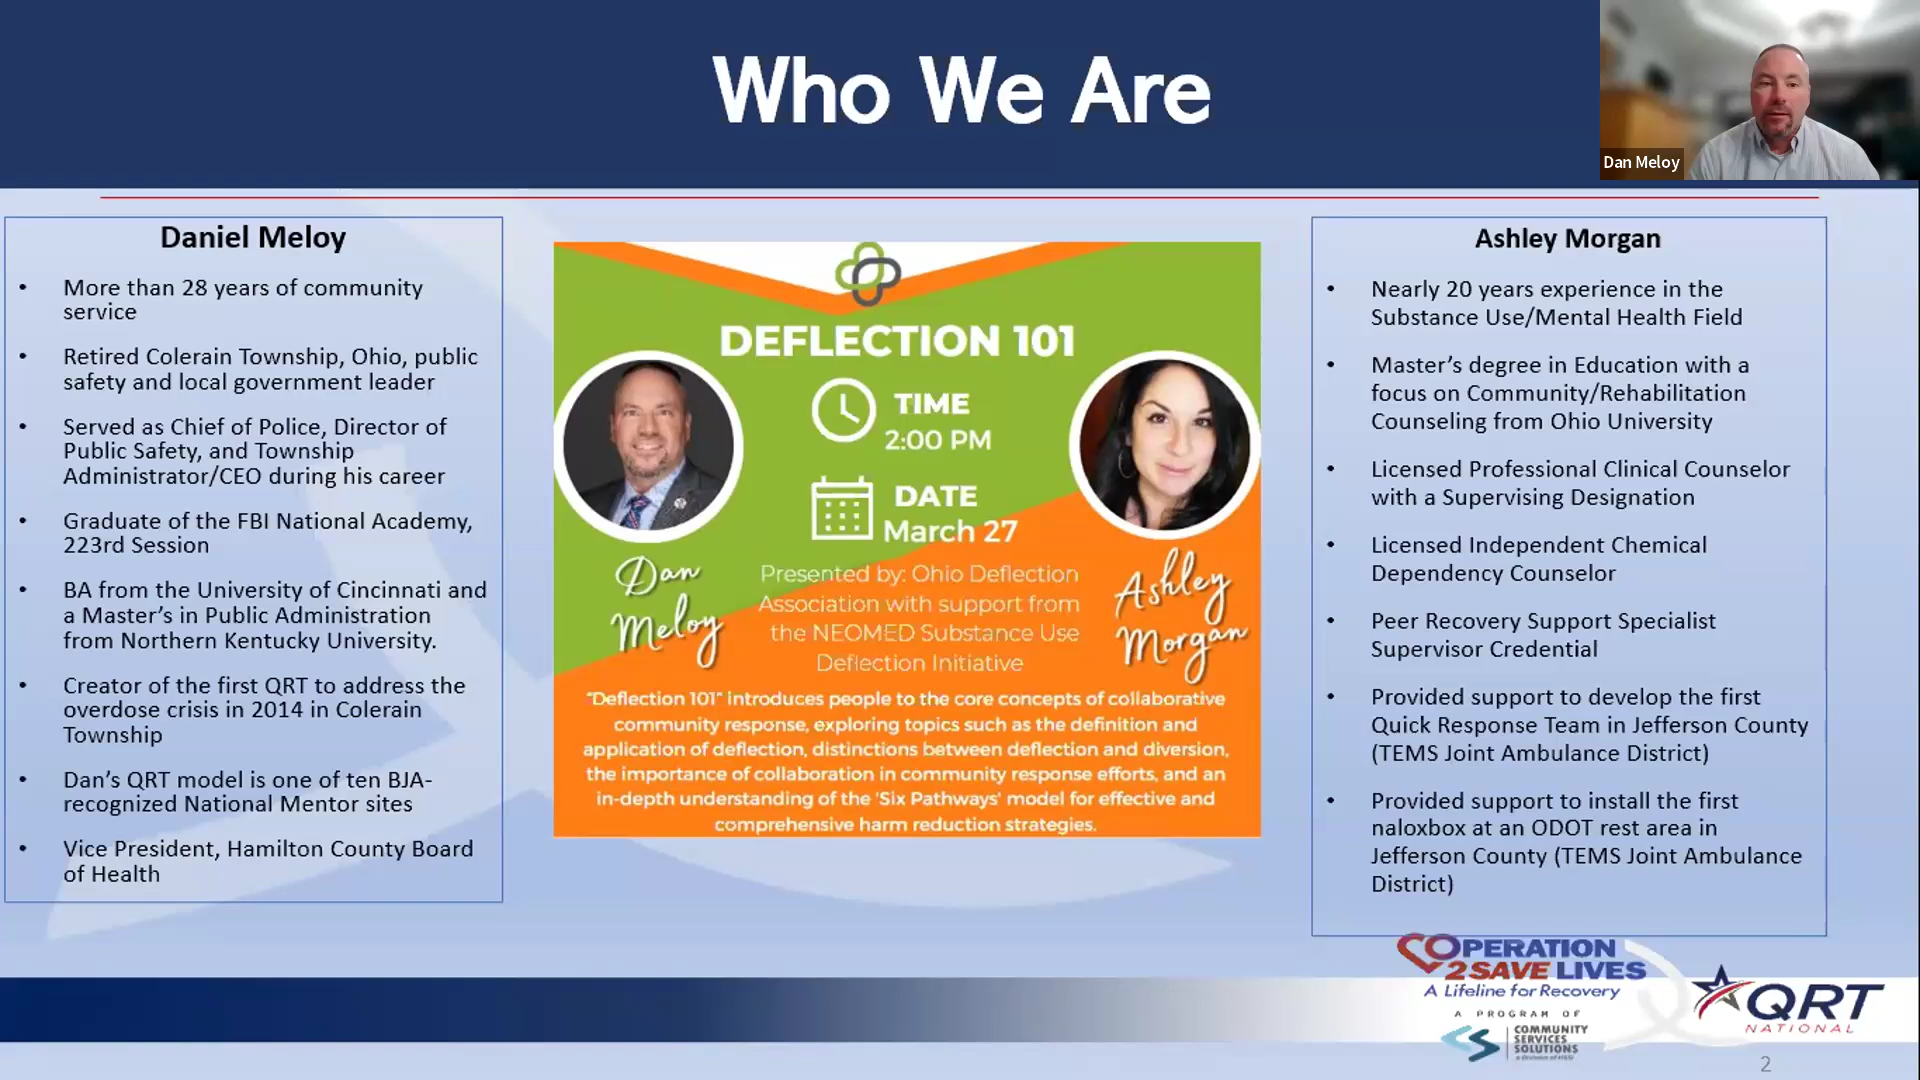 Who We Are
Dan Meloy
Daniel Meloy
• More than 28 years of community
service
• Retired Colerain Township, Ohio, public
safety and local government leader
• Served as Chief of Police, Director of
Public Safety, and Township
Administrator/CEO during his career
• Graduate of the FBI National Academy,
223rd Session
• BA from the University of Cincinnati and
a Master’s in Public Administration
from Northern Kentucky University.
• Creator of the first QRT to address the
overdose crisis in 2014 in Colerain
Township
• Dan’s QRT model is one of ten BJA-
recognized National Mentor sites
• Vice President, Hamilton County Board
of Health
DEFLECTION 101
TIME
2:00 PM
DATE
March 27
Dan
Meloy
Presented by: Ohio Deflection
Association with support from
the NEOMED Substance Use
Deflection Initiative
Ashley
Morgan
"Deflection 101" introduces people to the core concepts of collaborative
community response, exploring topics such as the definition and
application of deflection, distinctions between deflection and diversion,
the importance of collaboration in community response efforts, and an
in-depth understanding of the 'Six Pathways' model for effective and
comprehensive harm reduction strategies.
Ashley Morgan
• Nearly 20 years experience in the
Substance Use/Mental Health Field
• Master’s degree in Education with a
focus on Community/Rehabilitation
Counseling from Ohio University
• Licensed Professional Clinical Counselor
with a Supervising Designation
• Licensed Independent Chemical
Dependency Counselor
• Peer Recovery Support Specialist
Supervisor Credential
• Provided support to develop the first
Quick Response Team in Jefferson County
(TEMS Joint Ambulance District)
• Provided support to install the first
naloxbox at an ODOT rest area in
Jefferson County (TEMS Joint Ambulance
District)
OPERATION
2SAVE LIVES
A Lifeline for Recovery
A PROGRAM OF
COMMUNITY
SERVICES
SOLUTIONS
QRT
NATIONAL
2